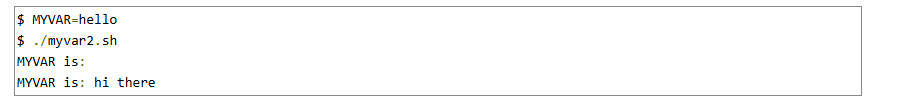 $ MYVAR=hello
$ ./myvar2.sh
MYVAR is:
MYVAR is: hi there